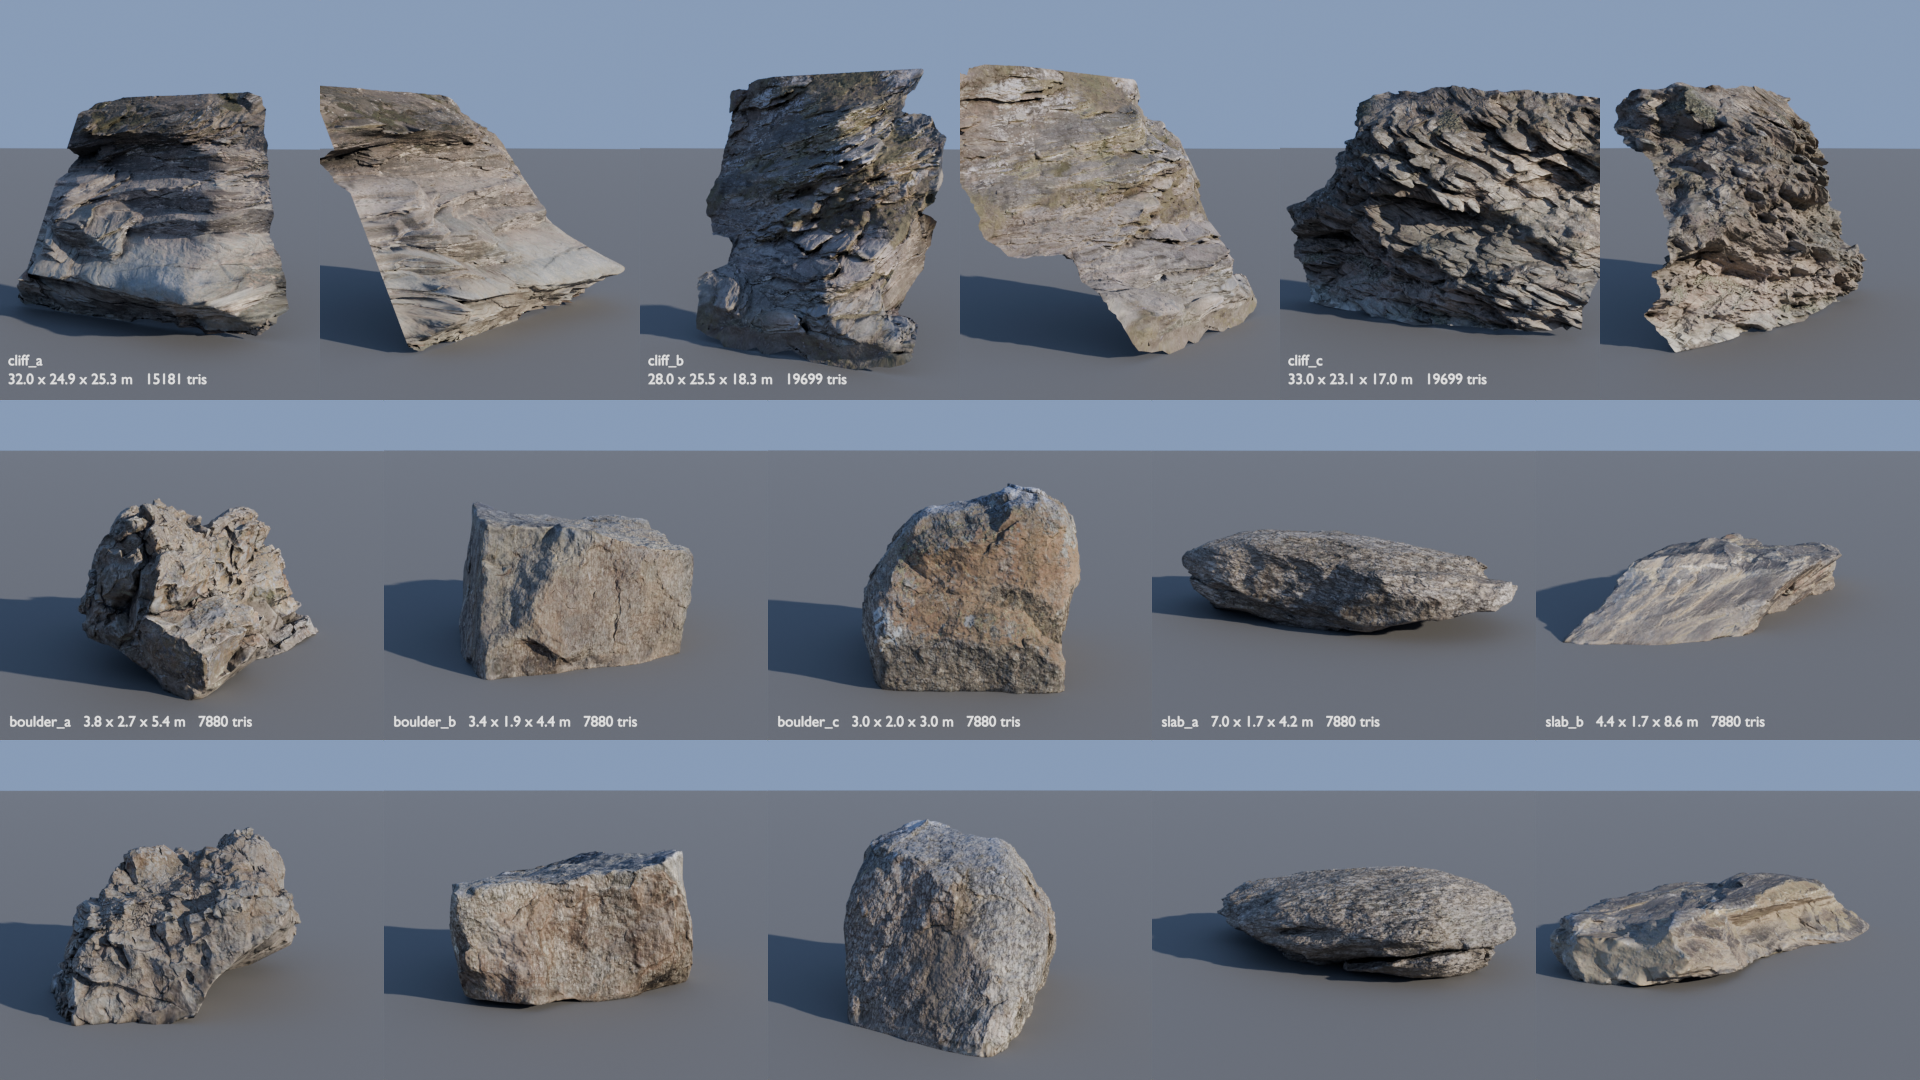 cliff_a
32.0 x 24.9 x 25.3 m   15181 tris
cliff_b
28.0 x 25.5 x 18.3 m   19699 tris
cliff_c
33.0 x 23.1 x 17.0 m   19699 tris
boulder_a   3.8 x 2.7 x 5.4 m   7880 tris
boulder_b   3.4 x 1.9 x 4.4 m   7880 tris
boulder_c   3.0 x 2.0 x 3.0 m   7880 tris
slab_a   7.0 x 1.7 x 4.2 m   7880 tris
slab_b   4.4 x 1.7 x 8.6 m   7880 tris